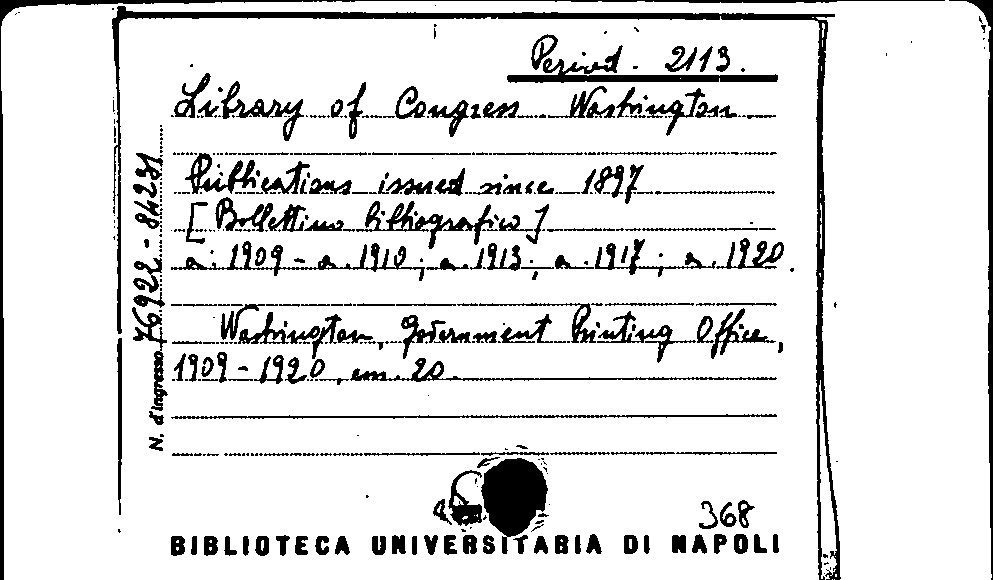 Period. 2113.
Library of Congress. Washington.
Publications issued since 1897
[Bollettino bibliografico]
a. 1909 - a. 1910; a. 1913; a. 1917; a. 1920.
Washington, Government Printing Office,
1909 - 1920, cm. 20.
N. d'ingresso 76922 - 84231
368
BIBLIOTECA UNIVERSITARIA DI NAPOLI